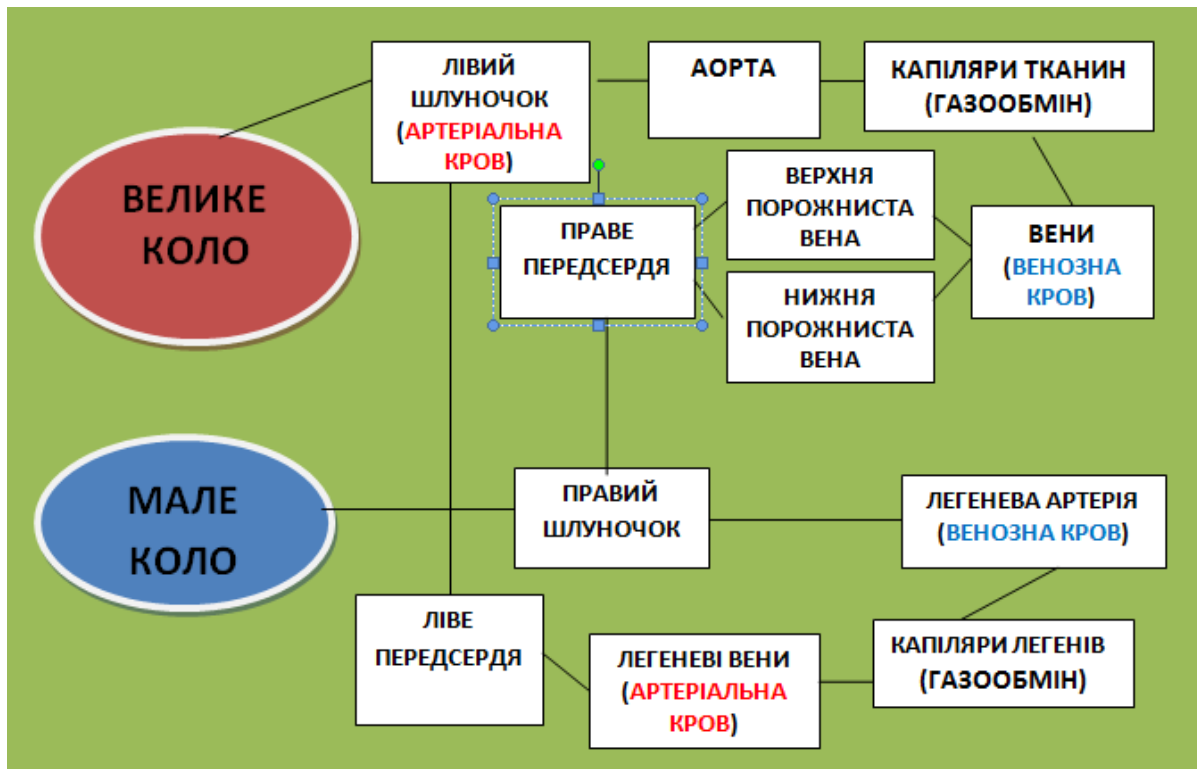 ЛІВИЙ
ШЛУНОЧОК
(АРТЕРІАЛЬНА
КРОВ)
АОРТА
КАПІЛЯРИ ТКАНИН
(ГАЗООБМІН)
ВЕЛИКЕ
КОЛО
ПРАВЕ
ПЕРЕДСЕРДЯ
ВЕРХНЯ
ПОРОЖНИСТА
ВЕНА
НИЖНЯ
ПОРОЖНИСТА
ВЕНА
ВЕНИ
(ВЕНОЗНА
КРОВ)
МАЛЕ
КОЛО
ПРАВИЙ
ШЛУНОЧОК
ЛЕГЕНЕВА АРТЕРІЯ
(ВЕНОЗНА КРОВ)
ЛІВЕ
ПЕРЕДСЕРДЯ
ЛЕГЕНЕВІ ВЕНИ
(АРТЕРІАЛЬНА
КРОВ)
КАПІЛЯРИ ЛЕГЕНІВ
(ГАЗООБМІН)